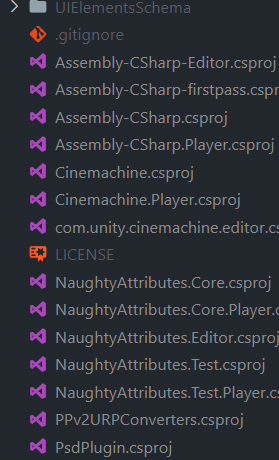 UIElementsSchema
.gitignore
Assembly-CSharp-Editor.csproj
Assembly-CSharp-firstpass.cspr
Assembly-CSharp.csproj
Assembly-CSharp.Player.csproj
Cinemachine.csproj
Cinemachine.Player.csproj
com.unity.cinemachine.editor.cs
LICENSE
NaughtyAttributes.Core.csproj
NaughtyAttributes.Core.Player.c
NaughtyAttributes.Editor.csproj
NaughtyAttributes.Test.csproj
NaughtyAttributes.Test.Player.cs
PPv2URPConverters.csproj
PsdPlugin.csproj